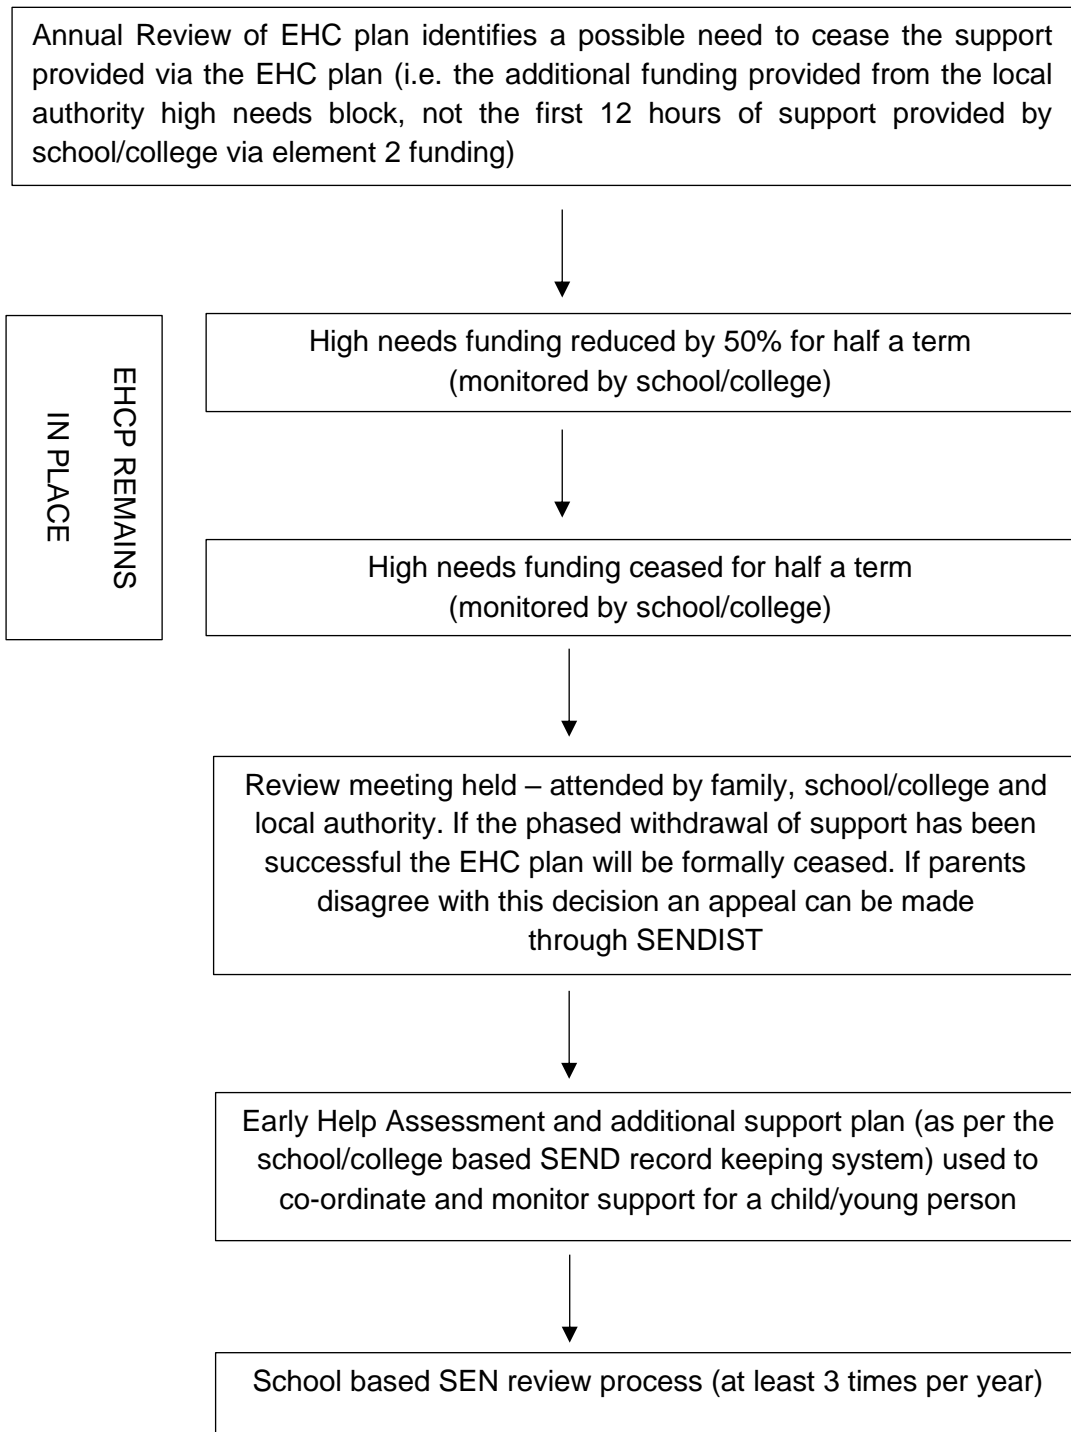 Annual Review of EHC plan identifies a possible need to cease the support
provided via the EHC plan (i.e. the additional funding provided from the local
authority high needs block, not the first 12 hours of support provided by
school/college via element 2 funding)
EHCP REMAINS
IN PLACE
High needs funding reduced by 50% for half a term
(monitored by school/college)
High needs funding ceased for half a term
(monitored by school/college)
Review meeting held – attended by family, school/college and
local authority. If the phased withdrawal of support has been
successful the EHC plan will be formally ceased. If parents
disagree with this decision an appeal can be made
through SENDIST
Early Help Assessment and additional support plan (as per the
school/college based SEND record keeping system) used to
co-ordinate and monitor support for a child/young person
School based SEN review process (at least 3 times per year)